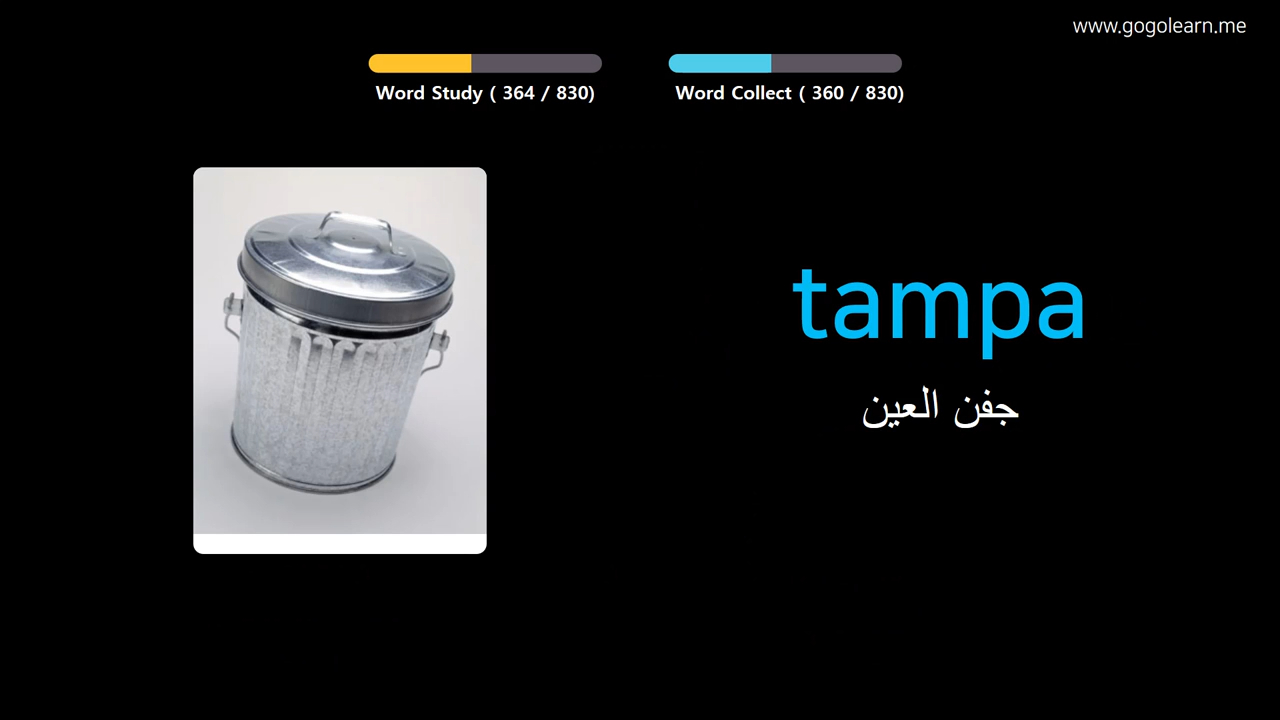 www.gogolearn.me
Word Study ( 364 / 830)
Word Collect ( 360 / 830)
tampa
جفن العين